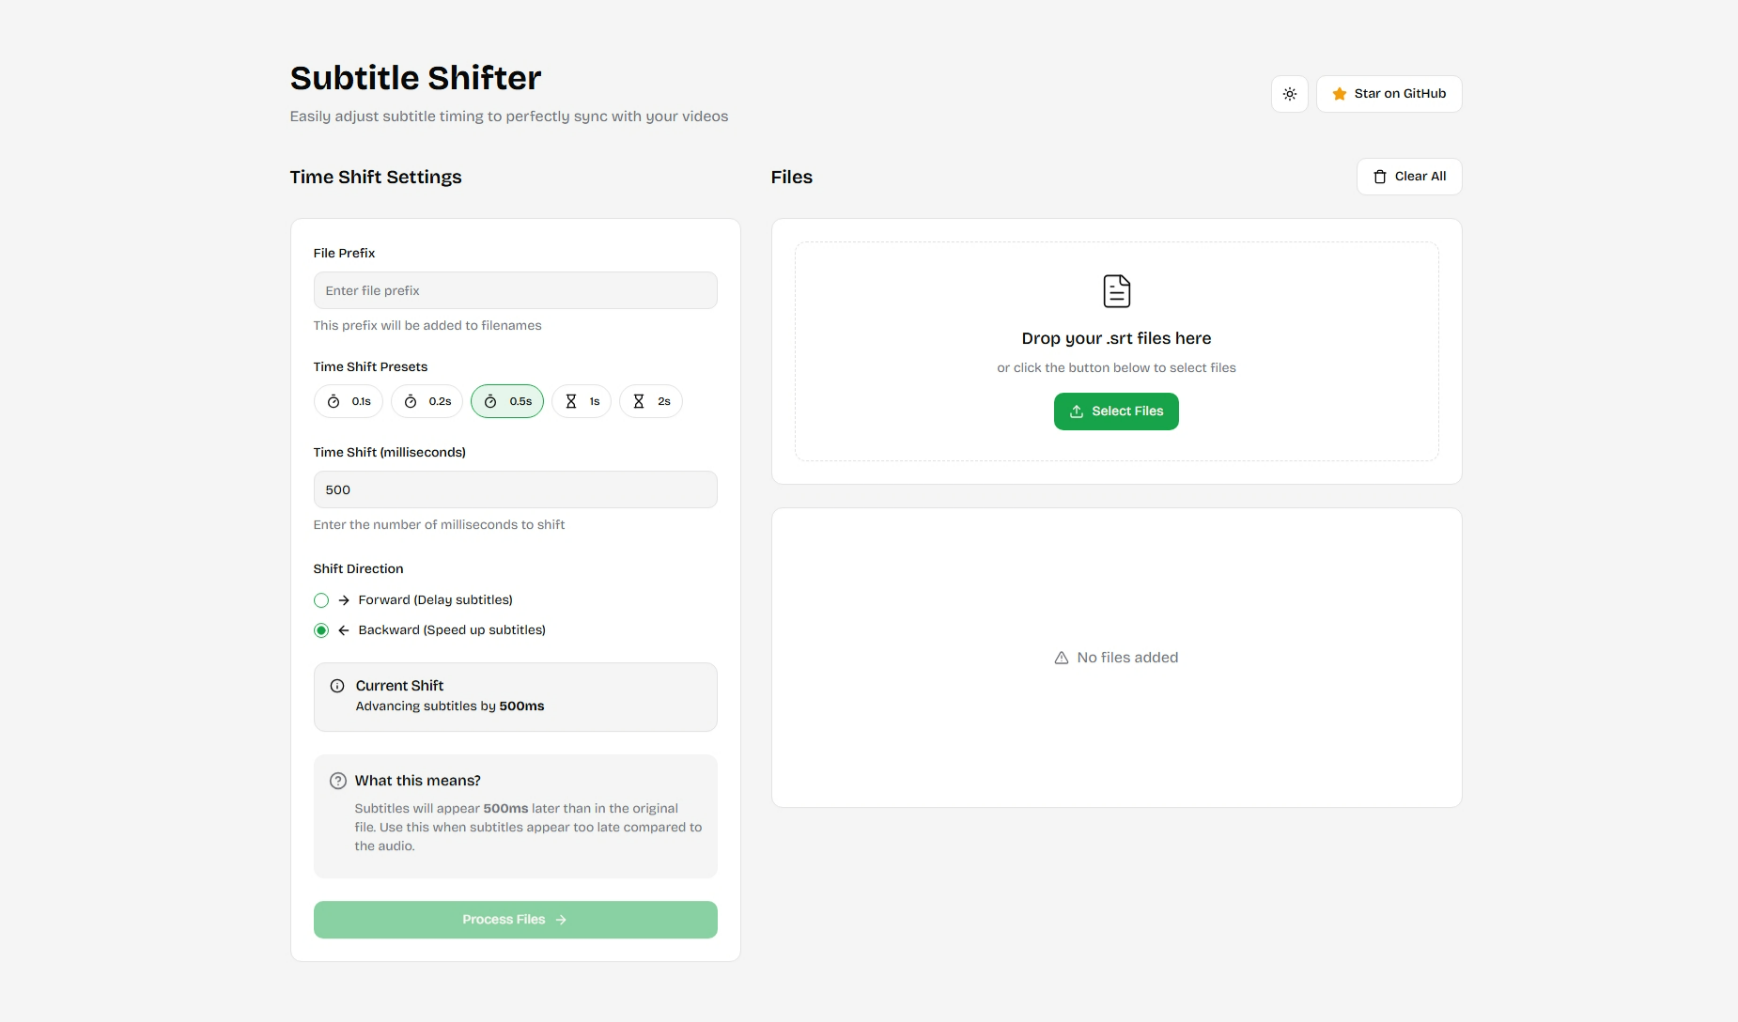 Subtitle Shifter
Easily adjust subtitle timing to perfectly sync with your videos
Star on GitHub
Time Shift Settings
File Prefix
Enter file prefix
This prefix will be added to filenames
Time Shift Presets
0.1s
0.2s
0.5s
1s
2s
Time Shift (milliseconds)
500
Enter the number of milliseconds to shift
Shift Direction
Forward (Delay subtitles)
Backward (Speed up subtitles)
Current Shift
Advancing subtitles by 500ms
What this means?
Subtitles will appear 500ms later than in the original
file. Use this when subtitles appear too late compared to
the audio.
Process Files
Files
Clear All
Drop your .srt files here
or click the button below to select files
Select Files
No files added